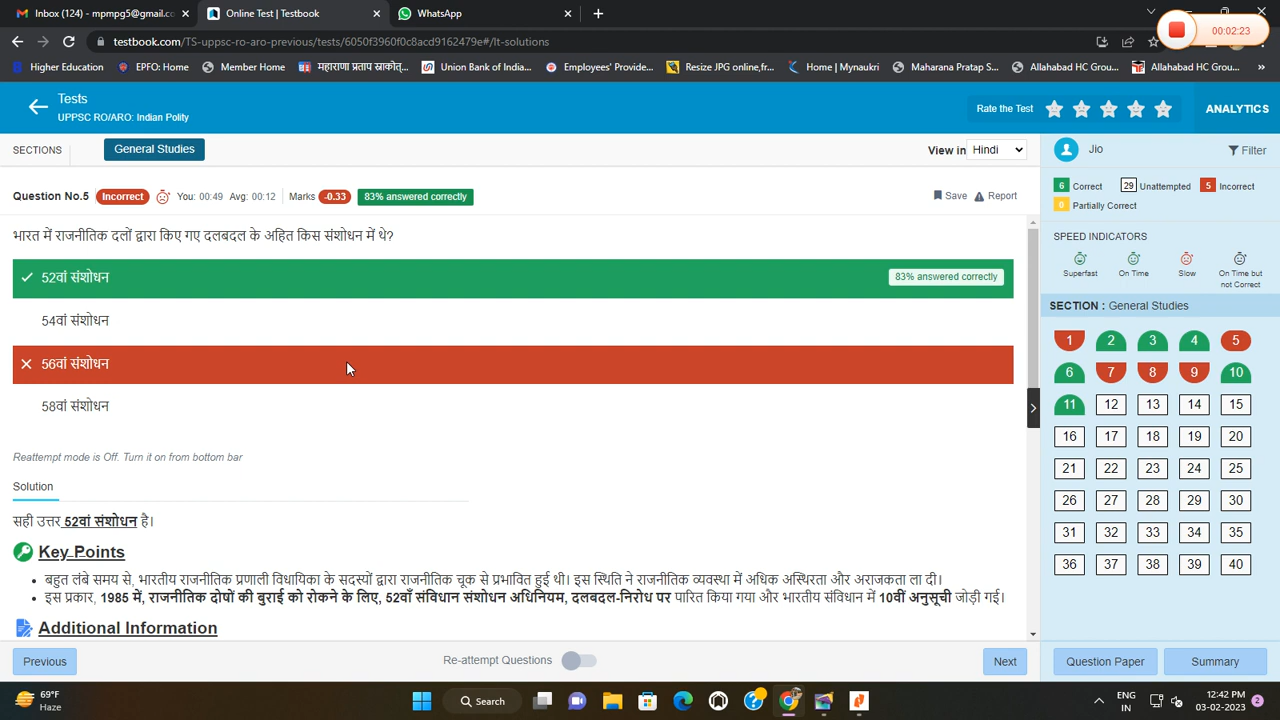 Inbox (124) - mpmpg5@gmail.co
Online Test | Testbook
WhatsApp
00:02:23
testbook.com/TS-uppsc-ro-aro-previous/tests/6050f3960f0c8acd9162479e#/lt-solutions
Higher Education
EPFO: Home
Member Home
महाराणा प्रताप स्नाकोत्...
Union Bank of India...
Employees' Provide...
Resize JPG online,fr...
Home | Mynaukri
Maharana Pratap S...
Allahabad HC Grou...
Allahabad HC Grou...
Tests
UPPSC RO/ARO: Indian Polity
Rate the Test
ANALYTICS
SECTIONS
General Studies
View in Hindi
Jio
Filter
Question No.5 Incorrect You: 00:49 Avg: 00:12 Marks -0.33 83% answered correctly
Save Report
6 Correct 29 Unattempted 5 Incorrect
0 Partially Correct
भारत में राजनीतिक दलों द्वारा किए गए दलबदल के अहित किस संशोधन में थे?
52वां संशोधन
83% answered correctly
54वां संशोधन
56वां संशोधन
58वां संशोधन
Reattempt mode is Off. Turn it on from bottom bar
Solution
सही उत्तर 52वां संशोधन है।
Key Points
• बहुत लंबे समय से, भारतीय राजनीतिक प्रणाली विधायिका के सदस्यों द्वारा राजनीतिक चूक से प्रभावित हुई थी। इस स्थिति ने राजनीतिक व्यवस्था में अधिक अस्थिरता और अराजकता ला दी।
• इस प्रकार, 1985 में, राजनीतिक दोषों की बुराई को रोकने के लिए, 52वाँ संविधान संशोधन अधिनियम, दलबदल-निरोध पर पारित किया गया और भारतीय संविधान में 10वीं अनुसूची जोड़ी गई।
Additional Information
SPEED INDICATORS
Superfast
On Time
Slow
On Time but
not Correct
SECTION : General Studies
1 2 3 4 5
6 7 8 9 10
11 12 13 14 15
16 17 18 19 20
21 22 23 24 25
26 27 28 29 30
31 32 33 34 35
36 37 38 39 40
Previous
Re-attempt Questions
Next
Question Paper
Summary
69°F
Haze
Search
ENG
IN
12:42 PM
03-02-2023
2